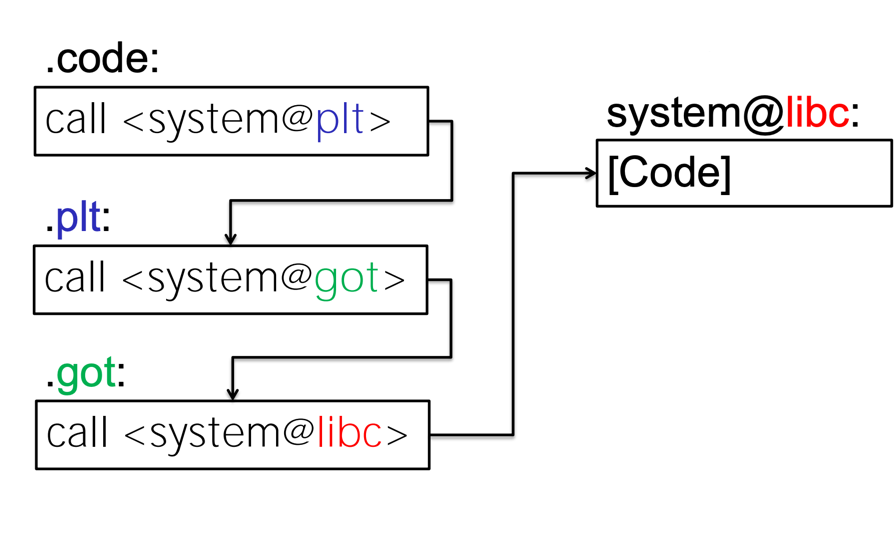 .code:
call <system@plt>
.plt:
call <system@got>
.got:
call <system@libc>
system@libc:
[Code]